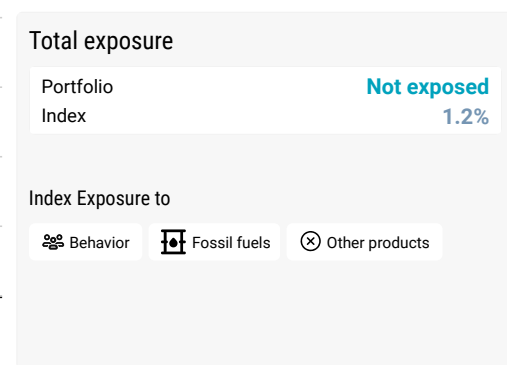 Total exposure
Portfolio Not exposed
Index 1.2%
Index Exposure to
Behavior Fossil fuels Other products